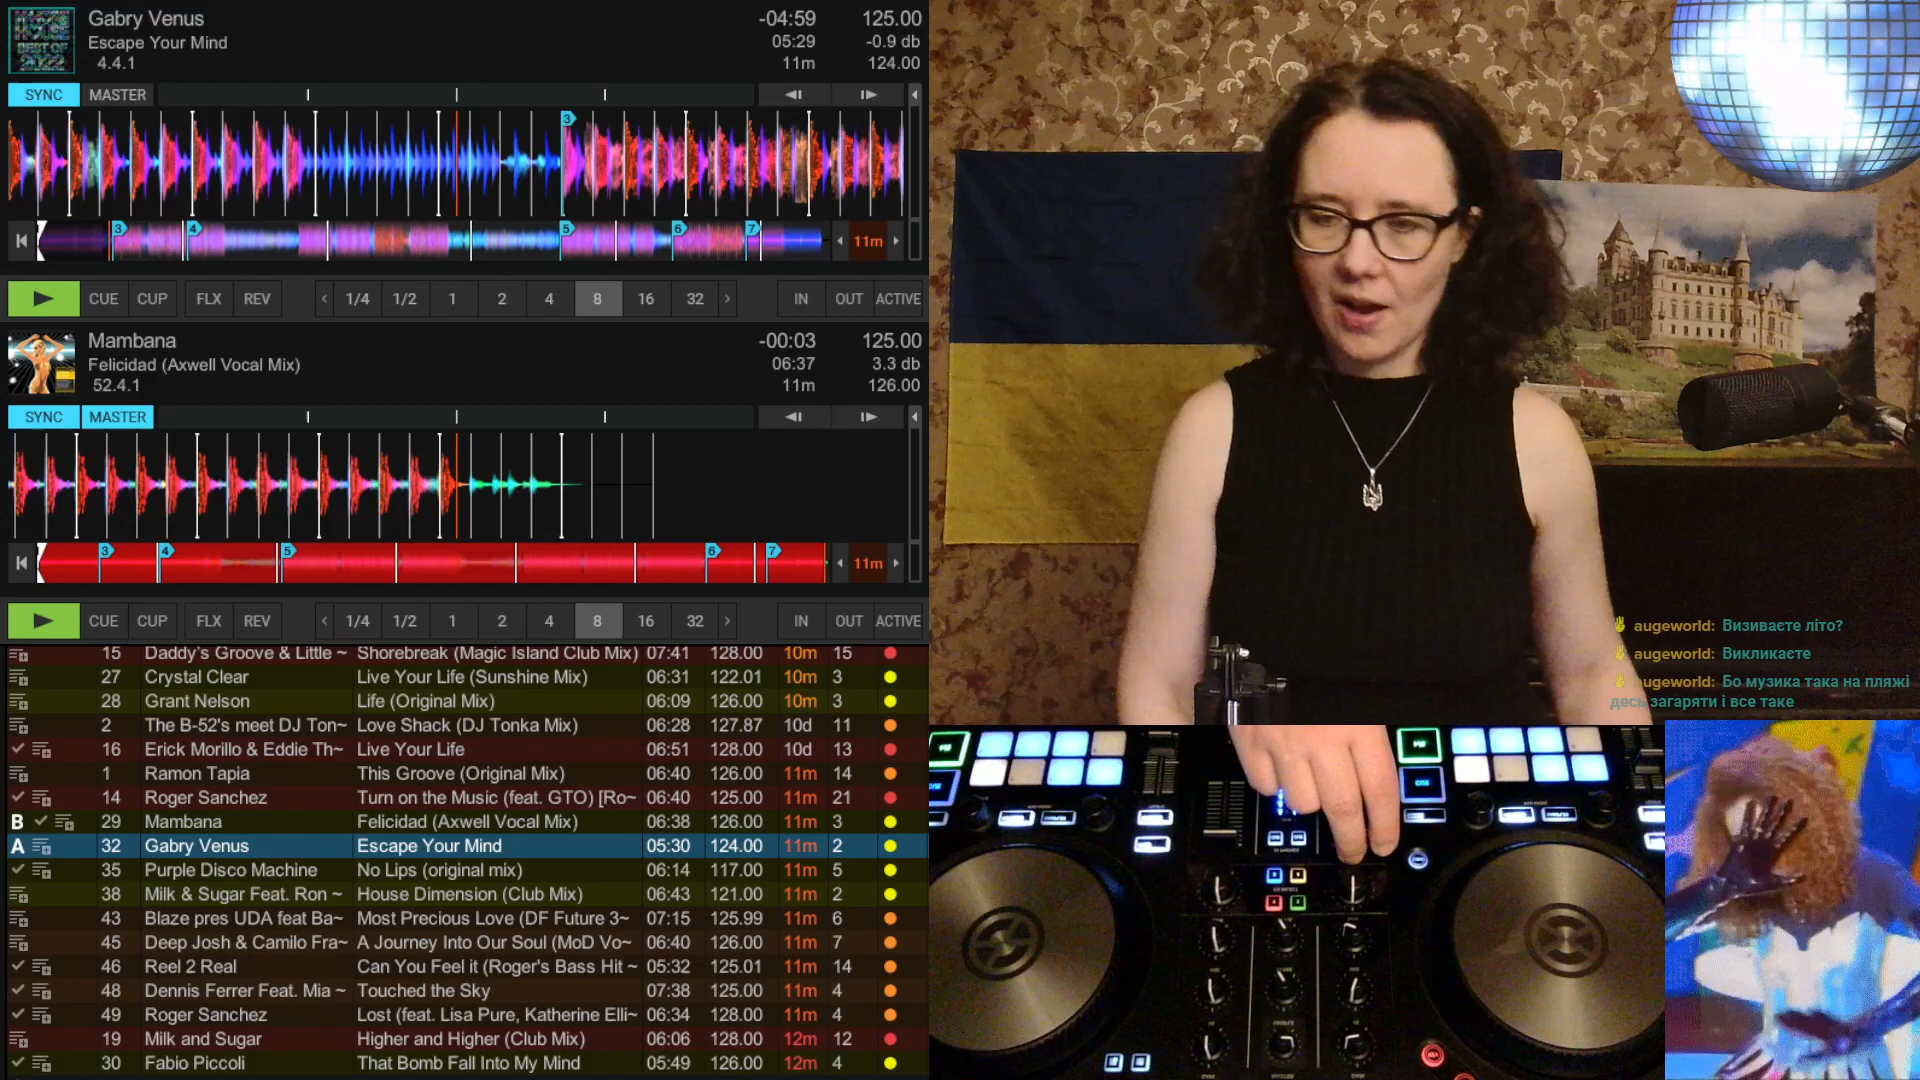 Gabry Venus -04:59 125.00
Escape Your Mind 05:29 -0.9 db
4.4.1 11m 124.00
SYNC MASTER
3
3 4 5 6 7 11m
CUE CUP FLX REV 1/4 1/2 1 2 4 8 16 32 IN OUT ACTIVE
Mambana -00:03 125.00
Felicidad (Axwell Vocal Mix) 06:37 3.3 db
52.4.1 11m 126.00
SYNC MASTER
3 4 5 6 7 11m
CUE CUP FLX REV 1/4 1/2 1 2 4 8 16 32 IN OUT ACTIVE
15 Daddy's Groove & Little ~ Shorebreak (Magic Island Club Mix) 07:41 128.00 10m 15
27 Crystal Clear Live Your Life (Sunshine Mix) 06:31 122.01 10m 3
28 Grant Nelson Life (Original Mix) 06:09 126.00 10m 3
2 The B-52's meet DJ Ton~ Love Shack (DJ Tonka Mix) 06:28 127.87 10d 11
16 Erick Morillo & Eddie Th~ Live Your Life 06:51 128.00 10d 13
1 Ramon Tapia This Groove (Original Mix) 06:40 126.00 11m 14
14 Roger Sanchez Turn on the Music (feat. GTO) [Ro~ 06:40 125.00 11m 21
B 29 Mambana Felicidad (Axwell Vocal Mix) 06:38 126.00 11m 3
A 32 Gabry Venus Escape Your Mind 05:30 124.00 11m 2
35 Purple Disco Machine No Lips (original mix) 06:14 117.00 11m 5
38 Milk & Sugar Feat. Ron ~ House Dimension (Club Mix) 06:43 121.00 11m 2
43 Blaze pres UDA feat Ba~ Most Precious Love (DF Future 3~ 07:15 125.99 11m 6
45 Deep Josh & Camilo Fra~ A Journey Into Our Soul (MoD Vo~ 06:40 126.00 11m 7
46 Reel 2 Real Can You Feel it (Roger's Bass Hit ~ 05:32 125.01 11m 14
48 Dennis Ferrer Feat. Mia ~ Touched the Sky 07:38 125.00 11m 4
49 Roger Sanchez Lost (feat. Lisa Pure, Katherine Elli~ 06:34 128.00 11m 4
19 Milk and Sugar Higher and Higher (Club Mix) 06:06 128.00 12m 12
30 Fabio Piccoli That Bomb Fall Into My Mind 05:49 126.00 12m 4
augeworld: Визиваєте літо?
augeworld: Викликаєте
augeworld: Бо музика така на пляжі
десь загаряти і все таке